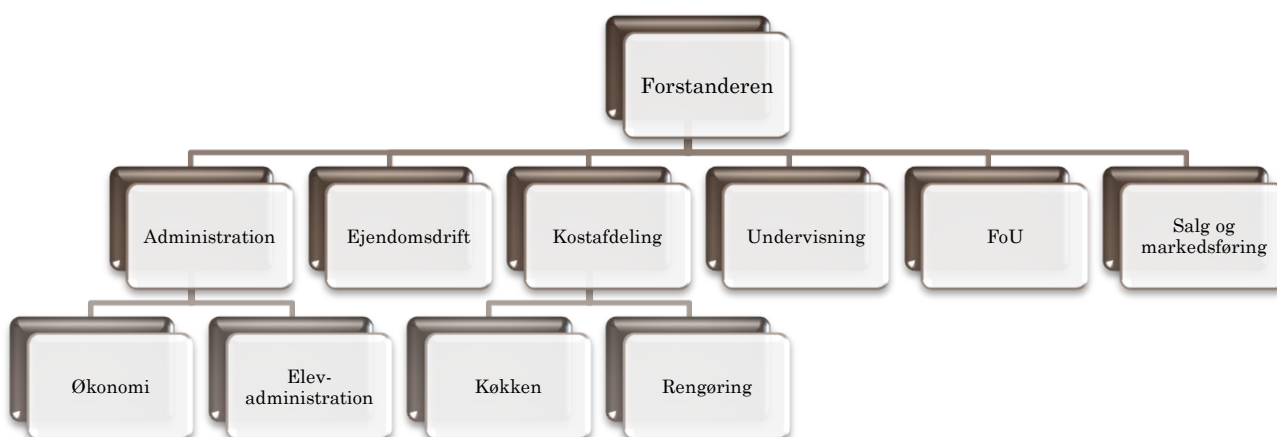 Forstanderen
Administration
Ejendomsdrift
Kostafdeling
Undervisning
FoU
Salg og
markedsføring
Økonomi
Elev-
administration
Køkken
Rengøring